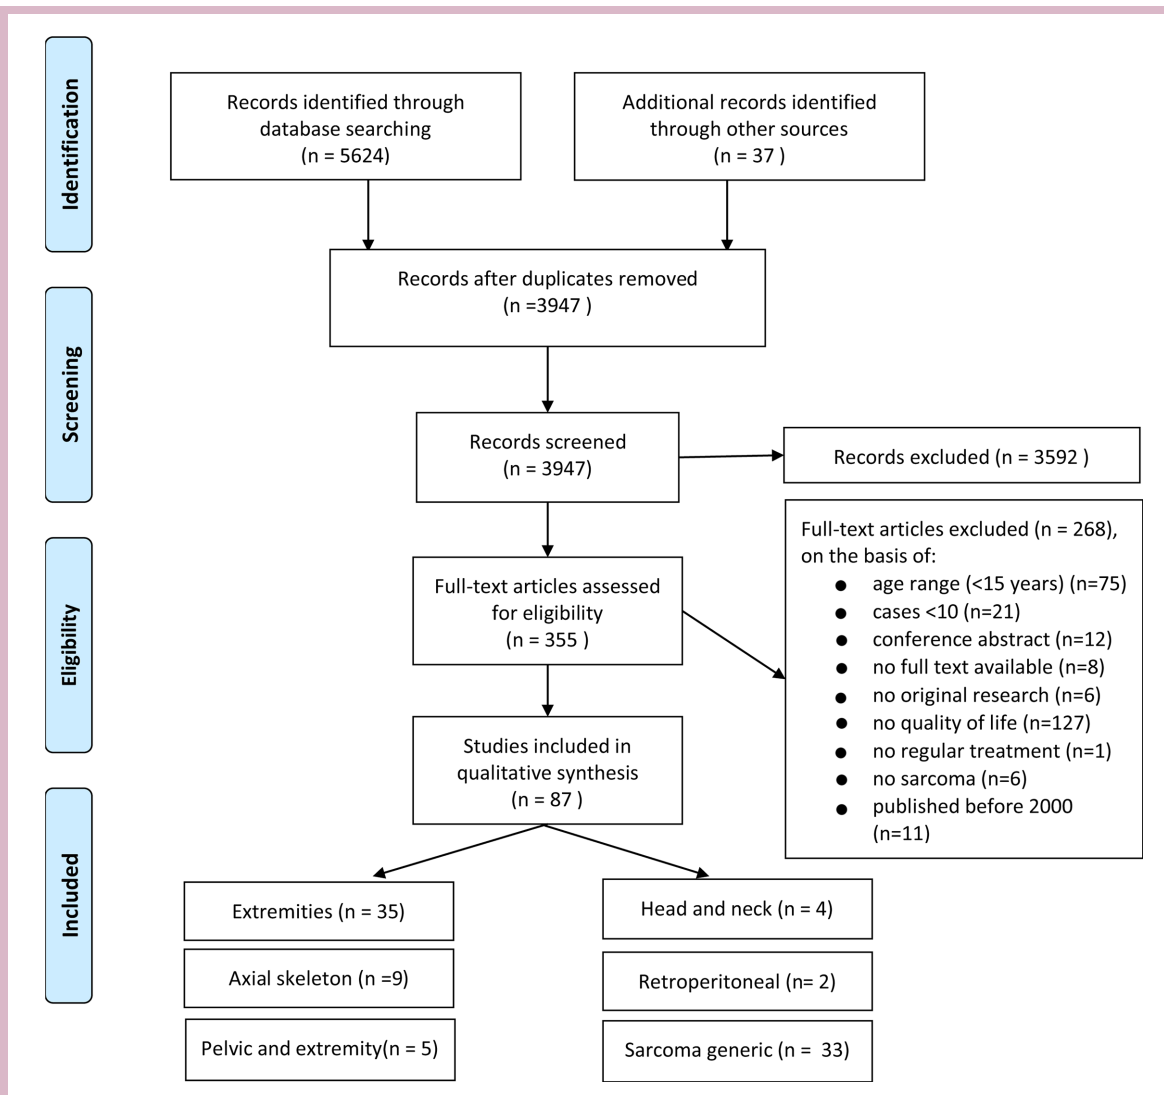 Identification
Records identified through
database searching
(n = 5624)
Additional records identified
through other sources
(n = 37 )
Records after duplicates removed
(n =3947 )
Screening
Records screened
(n = 3947)
Records excluded (n = 3592 )
Eligibility
Full-text articles assessed
for eligibility
(n = 355 )
Full-text articles excluded (n = 268),
on the basis of:
● age range (<15 years) (n=75)
● cases <10 (n=21)
● conference abstract (n=12)
● no full text available (n=8)
● no original research (n=6)
● no quality of life (n=127)
● no regular treatment (n=1)
● no sarcoma (n=6)
● published before 2000
(n=11)
Studies included in
qualitative synthesis
(n = 87 )
Included
Extremities (n = 35)
Axial skeleton (n =9)
Pelvic and extremity(n = 5)
Head and neck (n = 4)
Retroperitoneal (n= 2)
Sarcoma generic (n =  33)